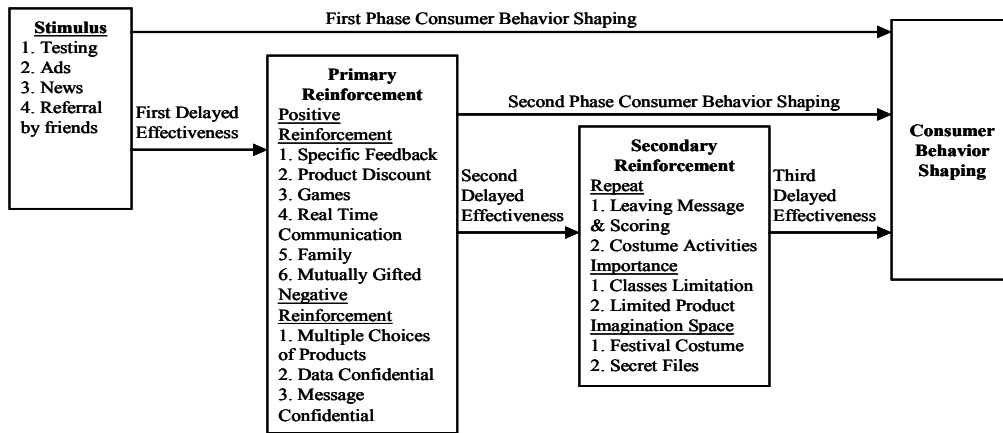 First Phase Consumer Behavior Shaping
Stimulus
1. Testing
2. Ads
3. News
4. Referral
by friends
First Delayed
Effectiveness
Primary
Reinforcement
Positive
Reinforcement
1. Specific Feedback
2. Product Discount
3. Games
4. Real Time
Communication
5. Family
6. Mutually Gifted
Negative
Reinforcement
1. Multiple Choices
of Products
2. Data Confidential
3. Message
Confidential
Second Phase Consumer Behavior Shaping
Second
Delayed
Effectiveness
Secondary
Reinforcement
Repeat
1. Leaving Message
& Scoring
2. Costume Activities
Importance
1. Classes Limitation
2. Limited Product
Imagination Space
1. Festival Costume
2. Secret Files
Third
Delayed
Effectiveness
Consumer
Behavior
Shaping